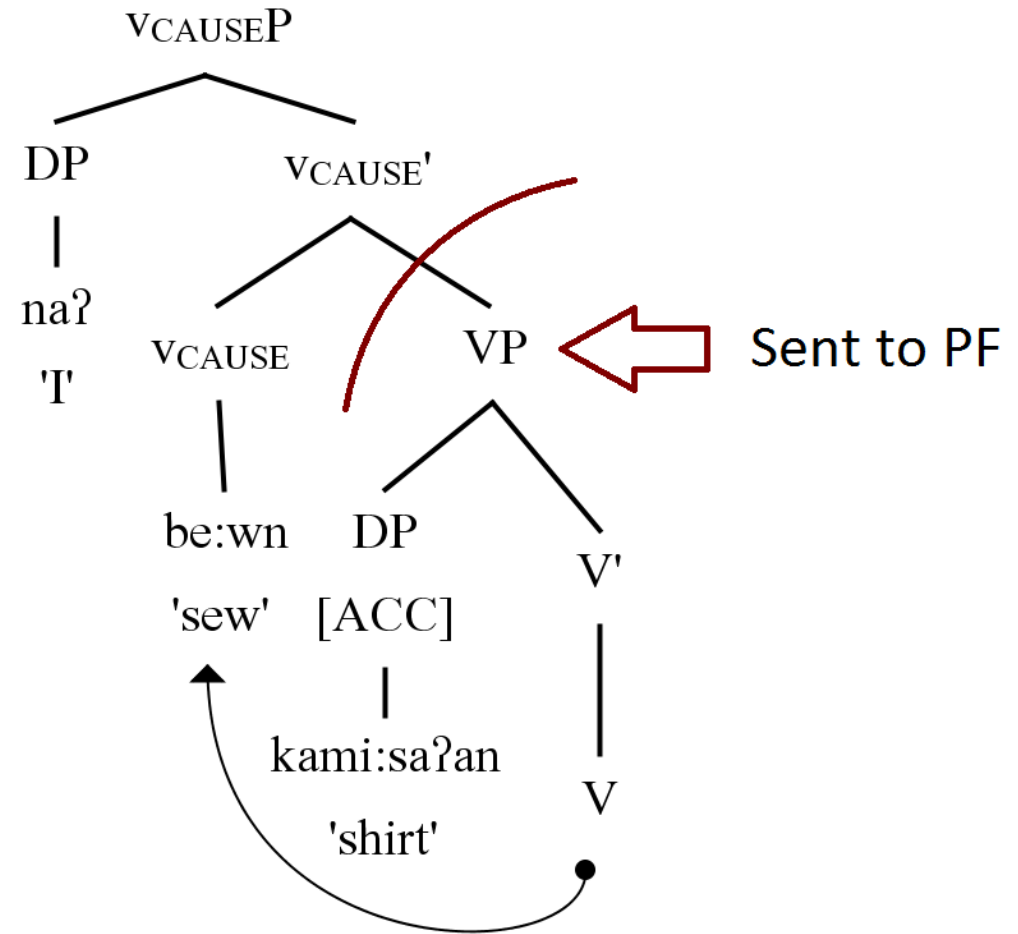 vCAUSEP
DP vCAUSE'
naʔ
'I'
vCAUSE VP Sent to PF
be:wn DP V'
'sew' [ACC]
kami:saʔan V
'shirt'